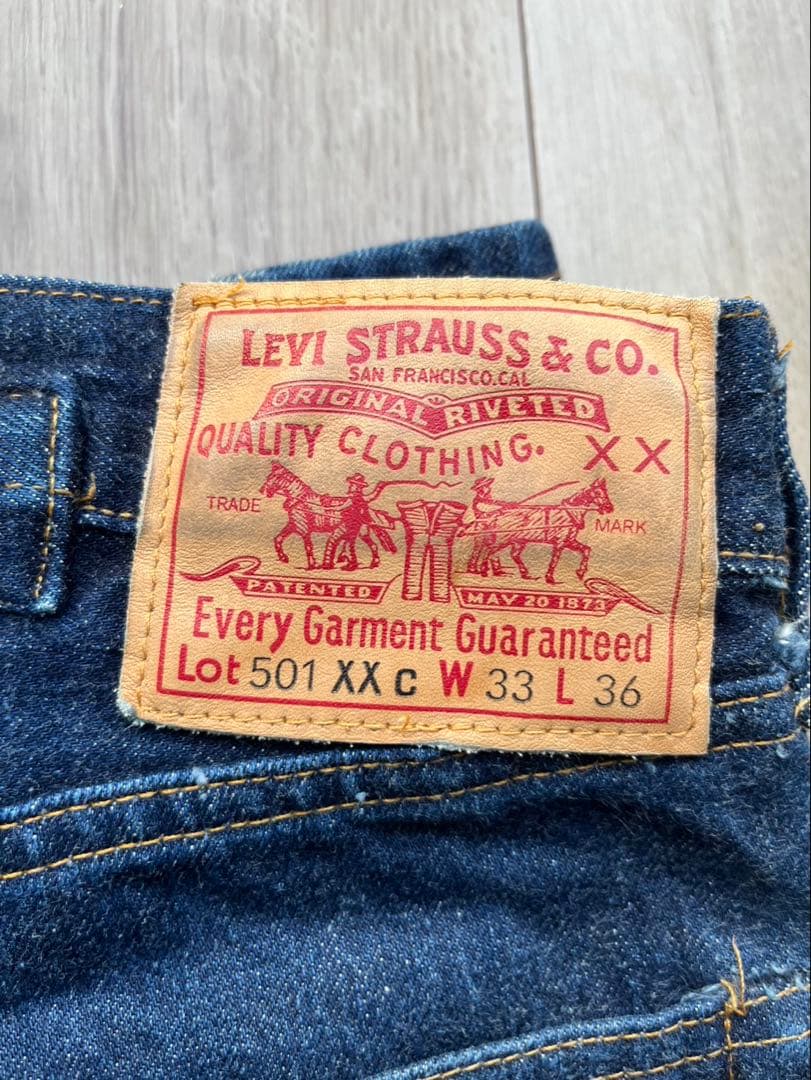 LEVI STRAUSS & CO.
SAN FRANCISCO.CAL
ORIGINAL RIVETED
QUALITY CLOTHING. XX
TRADE MARK
PATENTED MAY 20 1873
Every Garment Guaranteed
Lot 501 XX C W 33 L 36